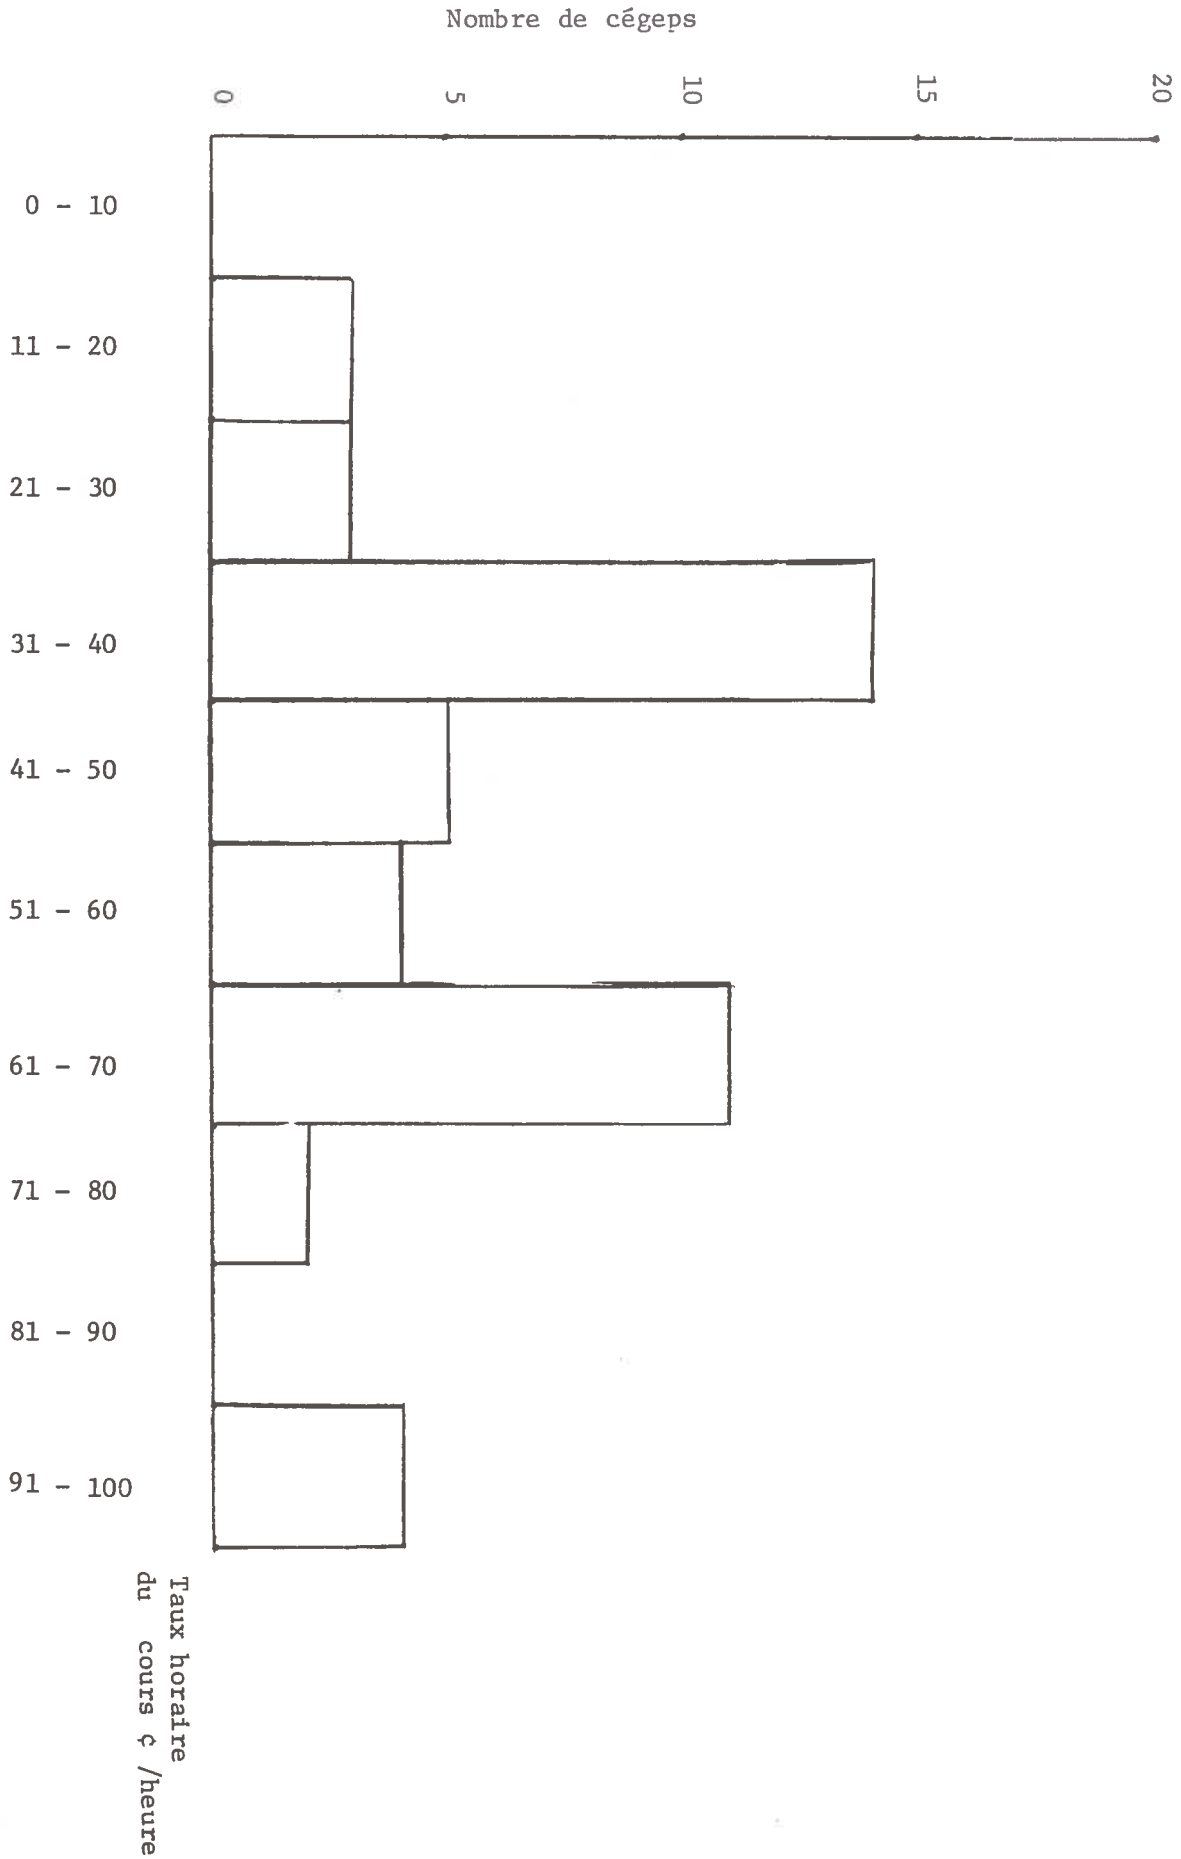 Nombre de cégeps
0
5
10
15
20
0 - 10
11 - 20
21 - 30
31 - 40
41 - 50
51 - 60
61 - 70
71 - 80
81 - 90
91 - 100
Taux horaire
du cours ¢ /heure